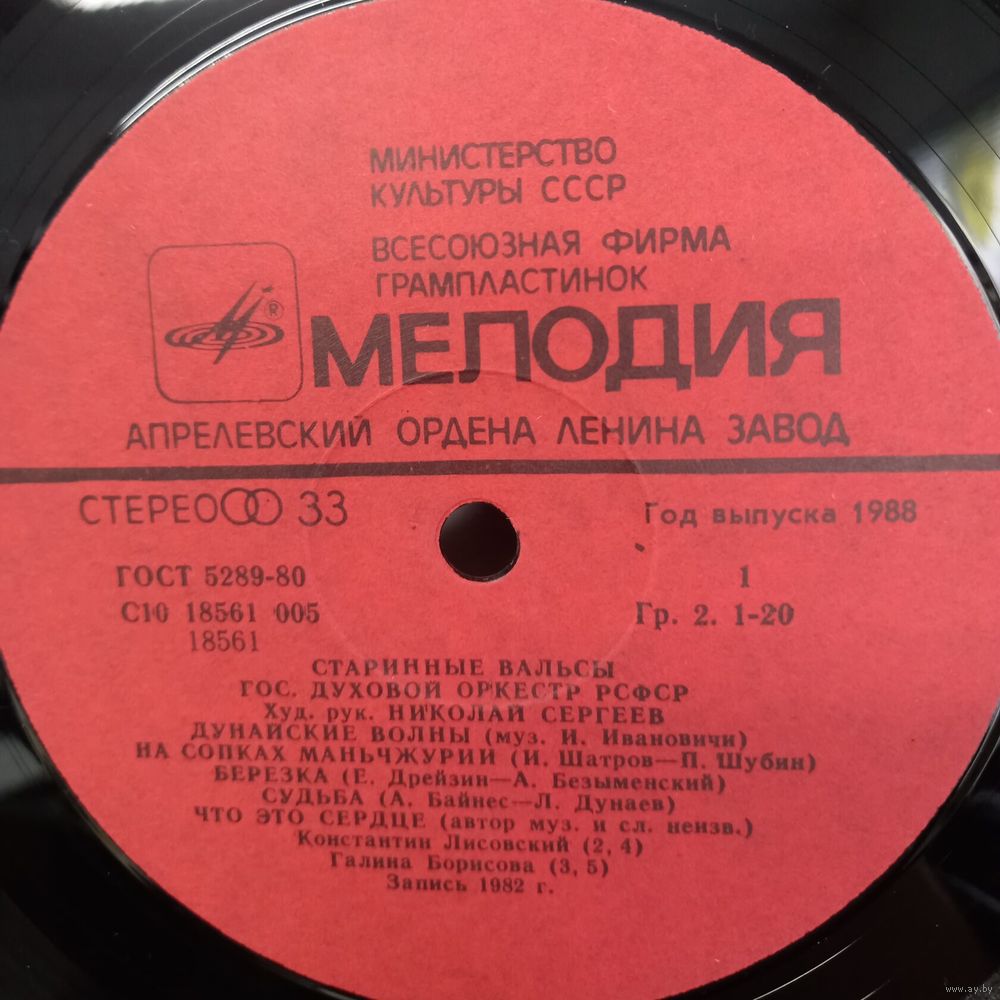 МИНИСТЕРСТВО
КУЛЬТУРЫ СССР
ВСЕСОЮЗНАЯ ФИРМА
ГРАМПЛАСТИНОК
®
МЕЛОДИЯ
АПРЕЛЕВСКИЙ ОРДЕНА ЛЕНИНА ЗАВОД
СТЕРЕО 33
Год выпуска 1988
ГОСТ 5289-80
1
С10 18561 005
Гр. 2. 1-20
18561
СТАРИННЫЕ ВАЛЬСЫ
ГОС. ДУХОВОЙ ОРКЕСТР РСФСР
Худ. рук. НИКОЛАЙ СЕРГЕЕВ
ДУНАЙСКИЕ ВОЛНЫ (муз. И. Ивановичи)
НА СОПКАХ МАНЬЧЖУРИИ (И. Шатров—П. Шубин)
БЕРЕЗКА (Е. Дрейзин—А. Безыменский)
СУДЬБА (А. Байнес—Л. Дунаев)
ЧТО ЭТО СЕРДЦЕ (автор муз. и сл. неизв.)
Константин Лисовский (2, 4)
Галина Борисова (3, 5)
Запись 1982 г.
www.ay.by